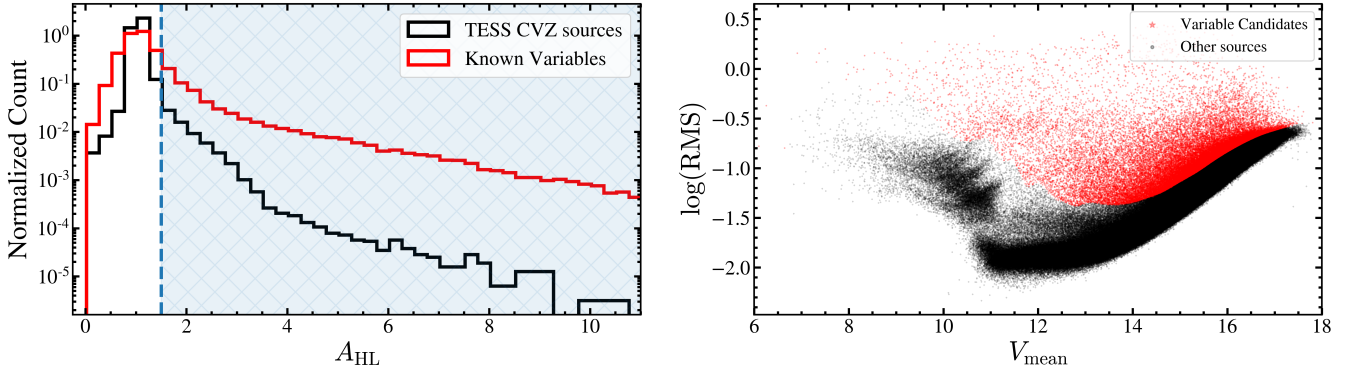 Normalized Count
10⁰
10⁻¹
10⁻²
10⁻³
10⁻⁴
10⁻⁵
TESS CVZ sources
Known Variables
0 2 4 6 8 10
A_HL
log(RMS)
0.5
0.0
−0.5
−1.0
−1.5
−2.0
Variable Candidates
Other sources
6 8 10 12 14 16 18
V_mean